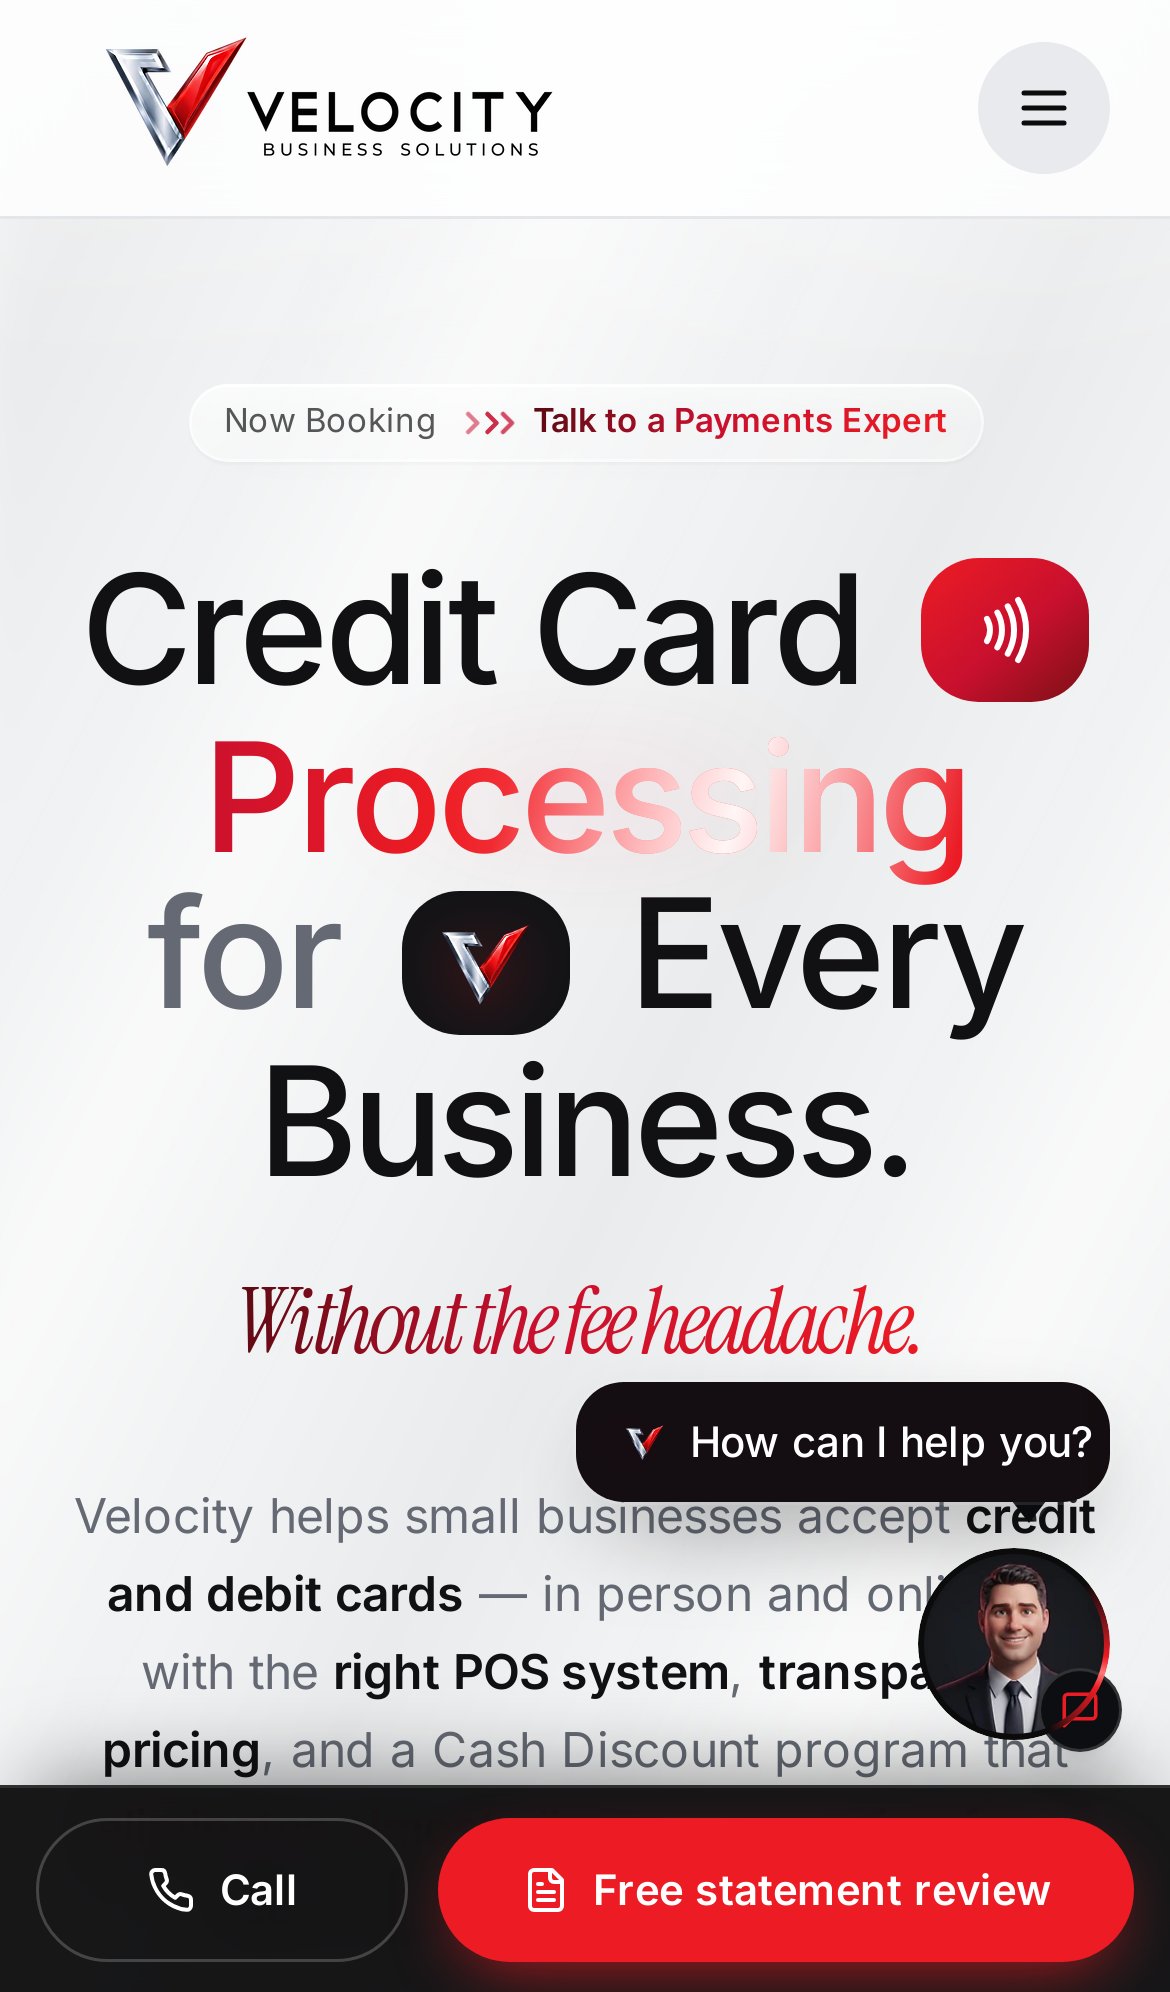 VELOCITY
BUSINESS SOLUTIONS
Now Booking >>> Talk to a Payments Expert
Credit Card
Processing
for Every
Business.
Without the fee headache.
How can I help you?
Velocity helps small businesses accept credit
and debit cards — in person and
with the right POS system,
pricing, and a Cash Discount program that
Call
Free statement review